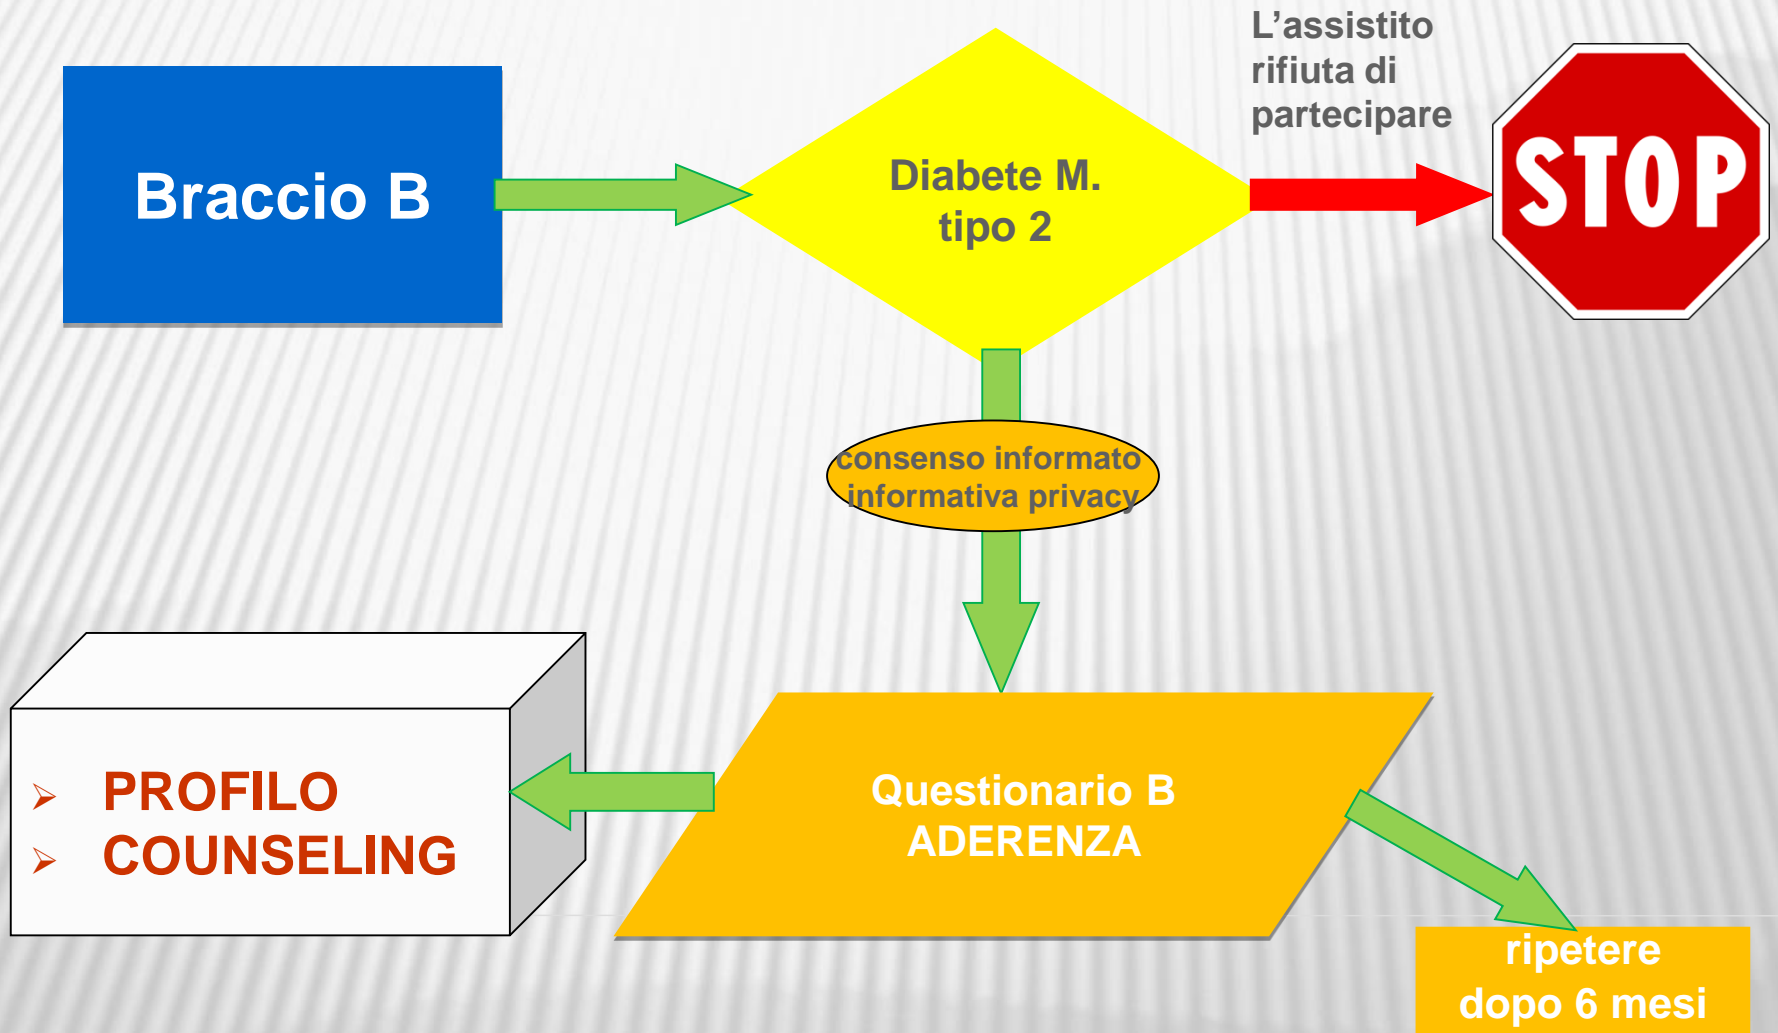 L’assistito
rifiuta di
partecipare
STOP
Braccio B
Diabete M.
tipo 2
consenso informato
informativa privacy
➢ PROFILO
➢ COUNSELING
Questionario B
ADERENZA
ripetere
dopo 6 mesi